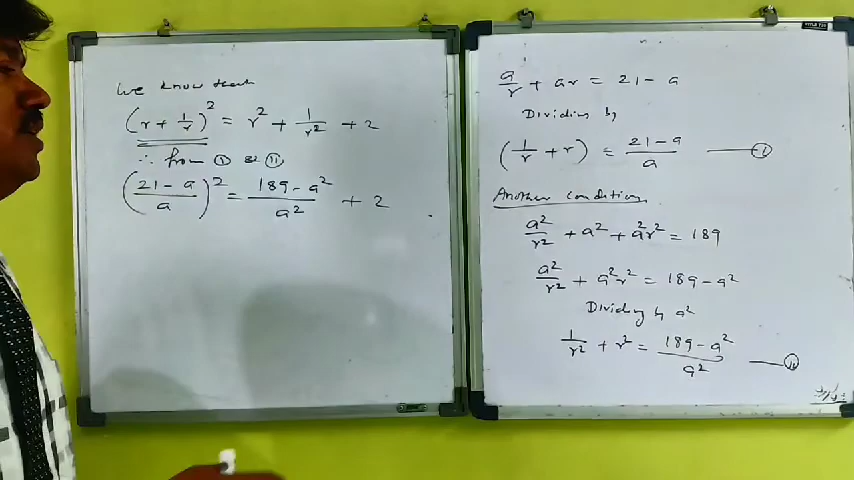 We know that
(r + 1/r)² = r² + 1/r² + 2
∴ from ① & ⑪
((21 - a)/a)² = (189 - a²)/a² + 2
a/r + ar = 21 - a
Dividing by
(1/r + r) = (21 - a)/a —— ①
Another condition
a²/r² + a² + a²r² = 189
a²/r² + a²r² = 189 - a²
Dividing by a²
1/r² + r² = (189 - a²)/a² —— ⑪